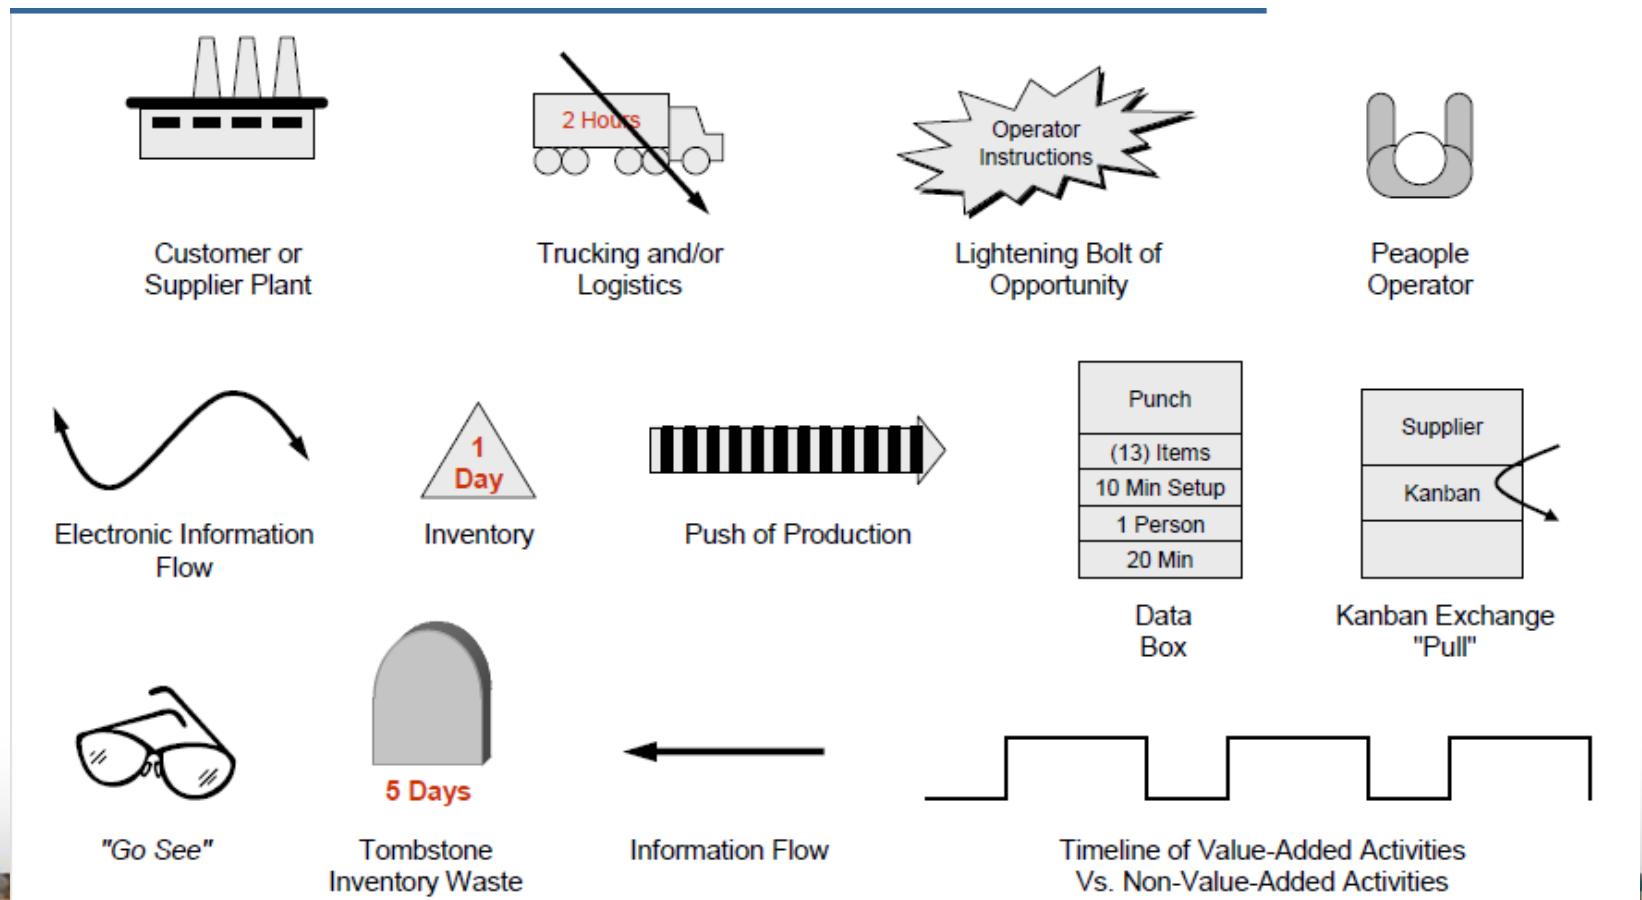 2 Hours
Operator
Instructions
Customer or
Supplier Plant
Trucking and/or
Logistics
Lightening Bolt of
Opportunity
Peaople
Operator
1
Day
Punch
(13) Items
10 Min Setup
1 Person
20 Min
Supplier
Kanban
Electronic Information
Flow
Inventory
Push of Production
Data
Box
Kanban Exchange
"Pull"
5 Days
"Go See"
Tombstone
Inventory Waste
Information Flow
Timeline of Value-Added Activities
Vs. Non-Value-Added Activities